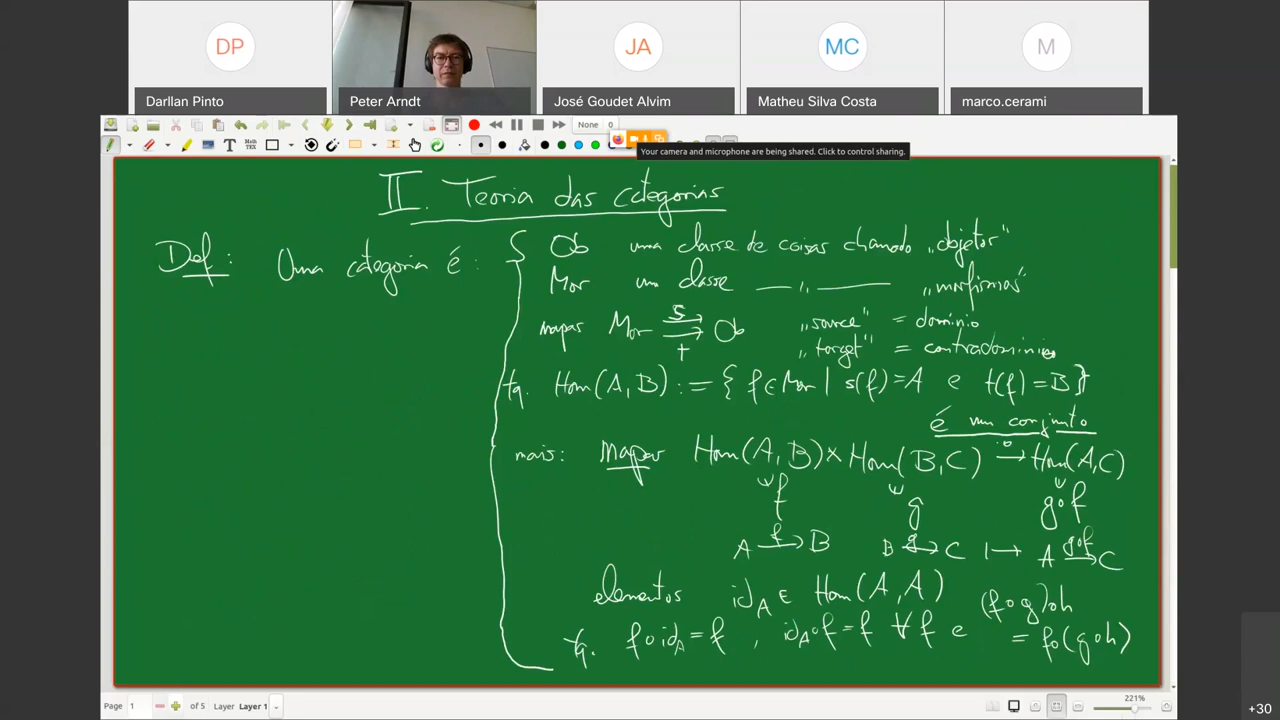 DP
JA
MC
M
Darllan Pinto
Peter Arndt
José Goudet Alvim
Matheu Silva Costa
marco.cerami
None 0
Your camera and microphone are being shared. Click to control sharing.
II. Teoria das categorias
Def: Uma categoria é:
Ob uma classe de coisas chamado „objetos"
Mor um classe —— „ —— „morfismos"
mapas Mor ⇉ Ob
s
t
„source" = domínio
„target" = contradomínio
tq. Hom(A,B) := { f ∈ Mor | s(f)=A e t(f)=B }
é um conjunto
mais: mapas Hom(A,B) × Hom(B,C) →° Hom(A,C)
f g g∘f
A →f B B →g C ⟼ A →g∘f C
elementos id_A ∈ Hom(A,A)
tq. f∘id_A = f , id_A∘f = f ∀f e (f∘g)∘h = f∘(g∘h)
Page 1 of 5 Layer Layer 1
221%
+30